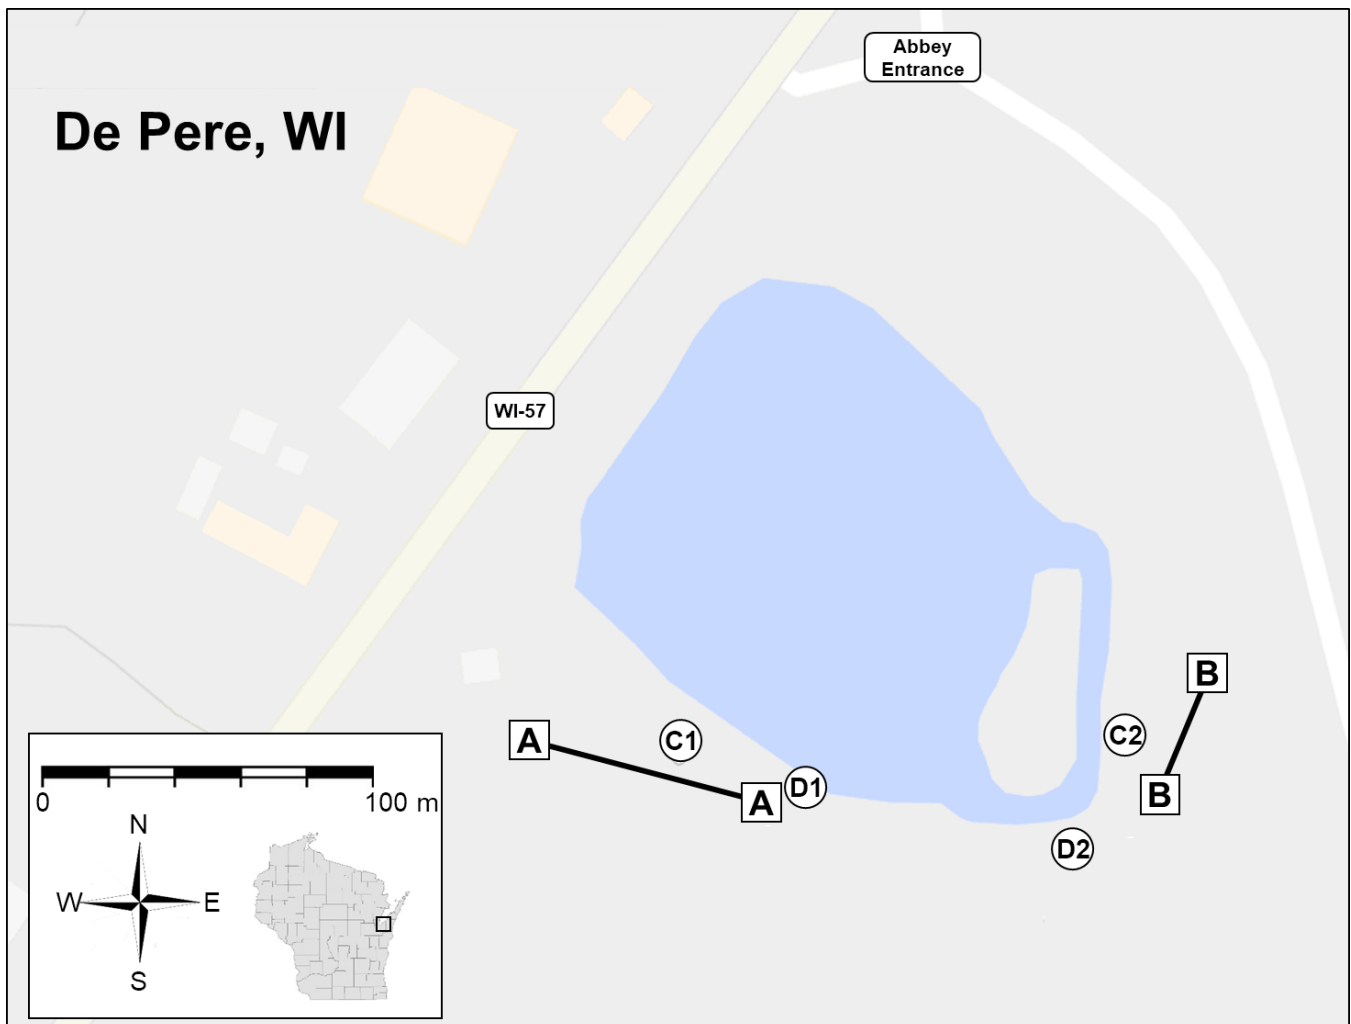 Abbey
Entrance
De Pere, WI
WI-57
A
A
C1
D1
C2
D2
B
B
0
100 m
N
W
E
S